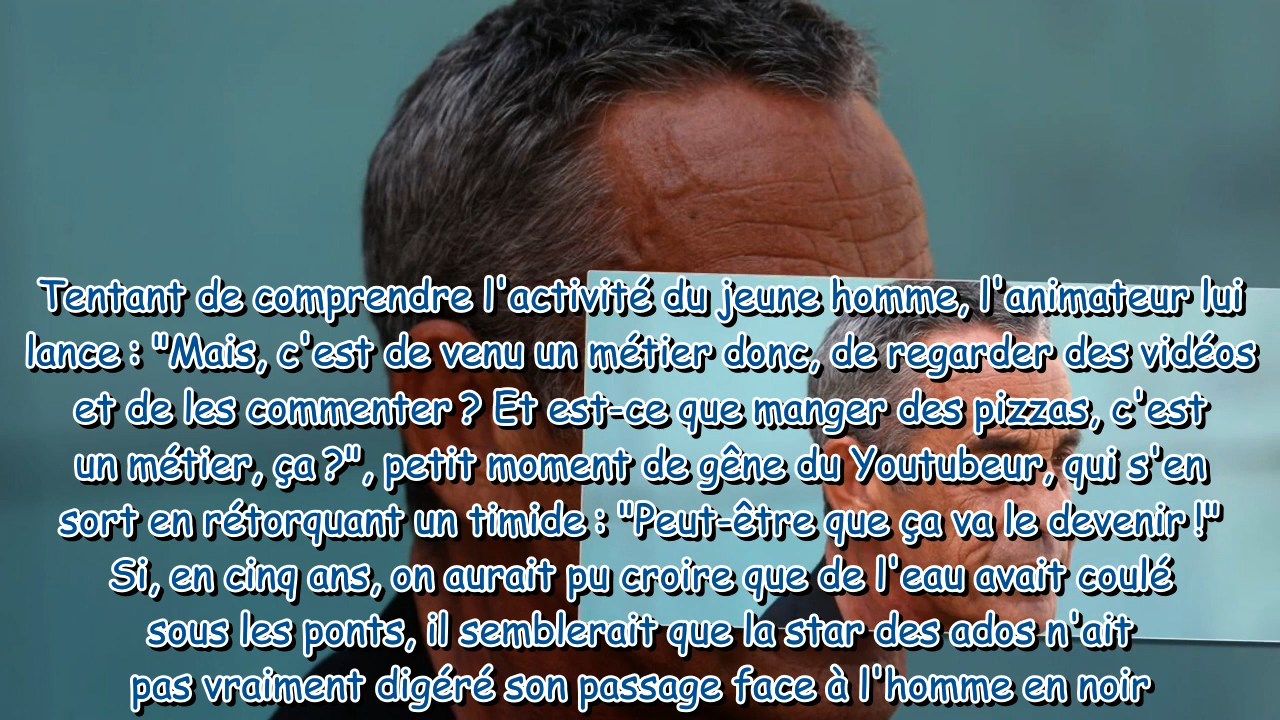 Tentant de comprendre l'activité du jeune homme, l'animateur lui
lance : "Mais, c'est de venu un métier donc, de regarder des vidéos
et de les commenter ? Et est-ce que manger des pizzas, c'est
un métier, ça ?", petit moment de gêne du Youtubeur, qui s'en
sort en rétorquant un timide : "Peut-être que ça va le devenir !"
Si, en cinq ans, on aurait pu croire que de l'eau avait coulé
sous les ponts, il semblerait que la star des ados n'ait
pas vraiment digéré son passage face à l'homme en noir